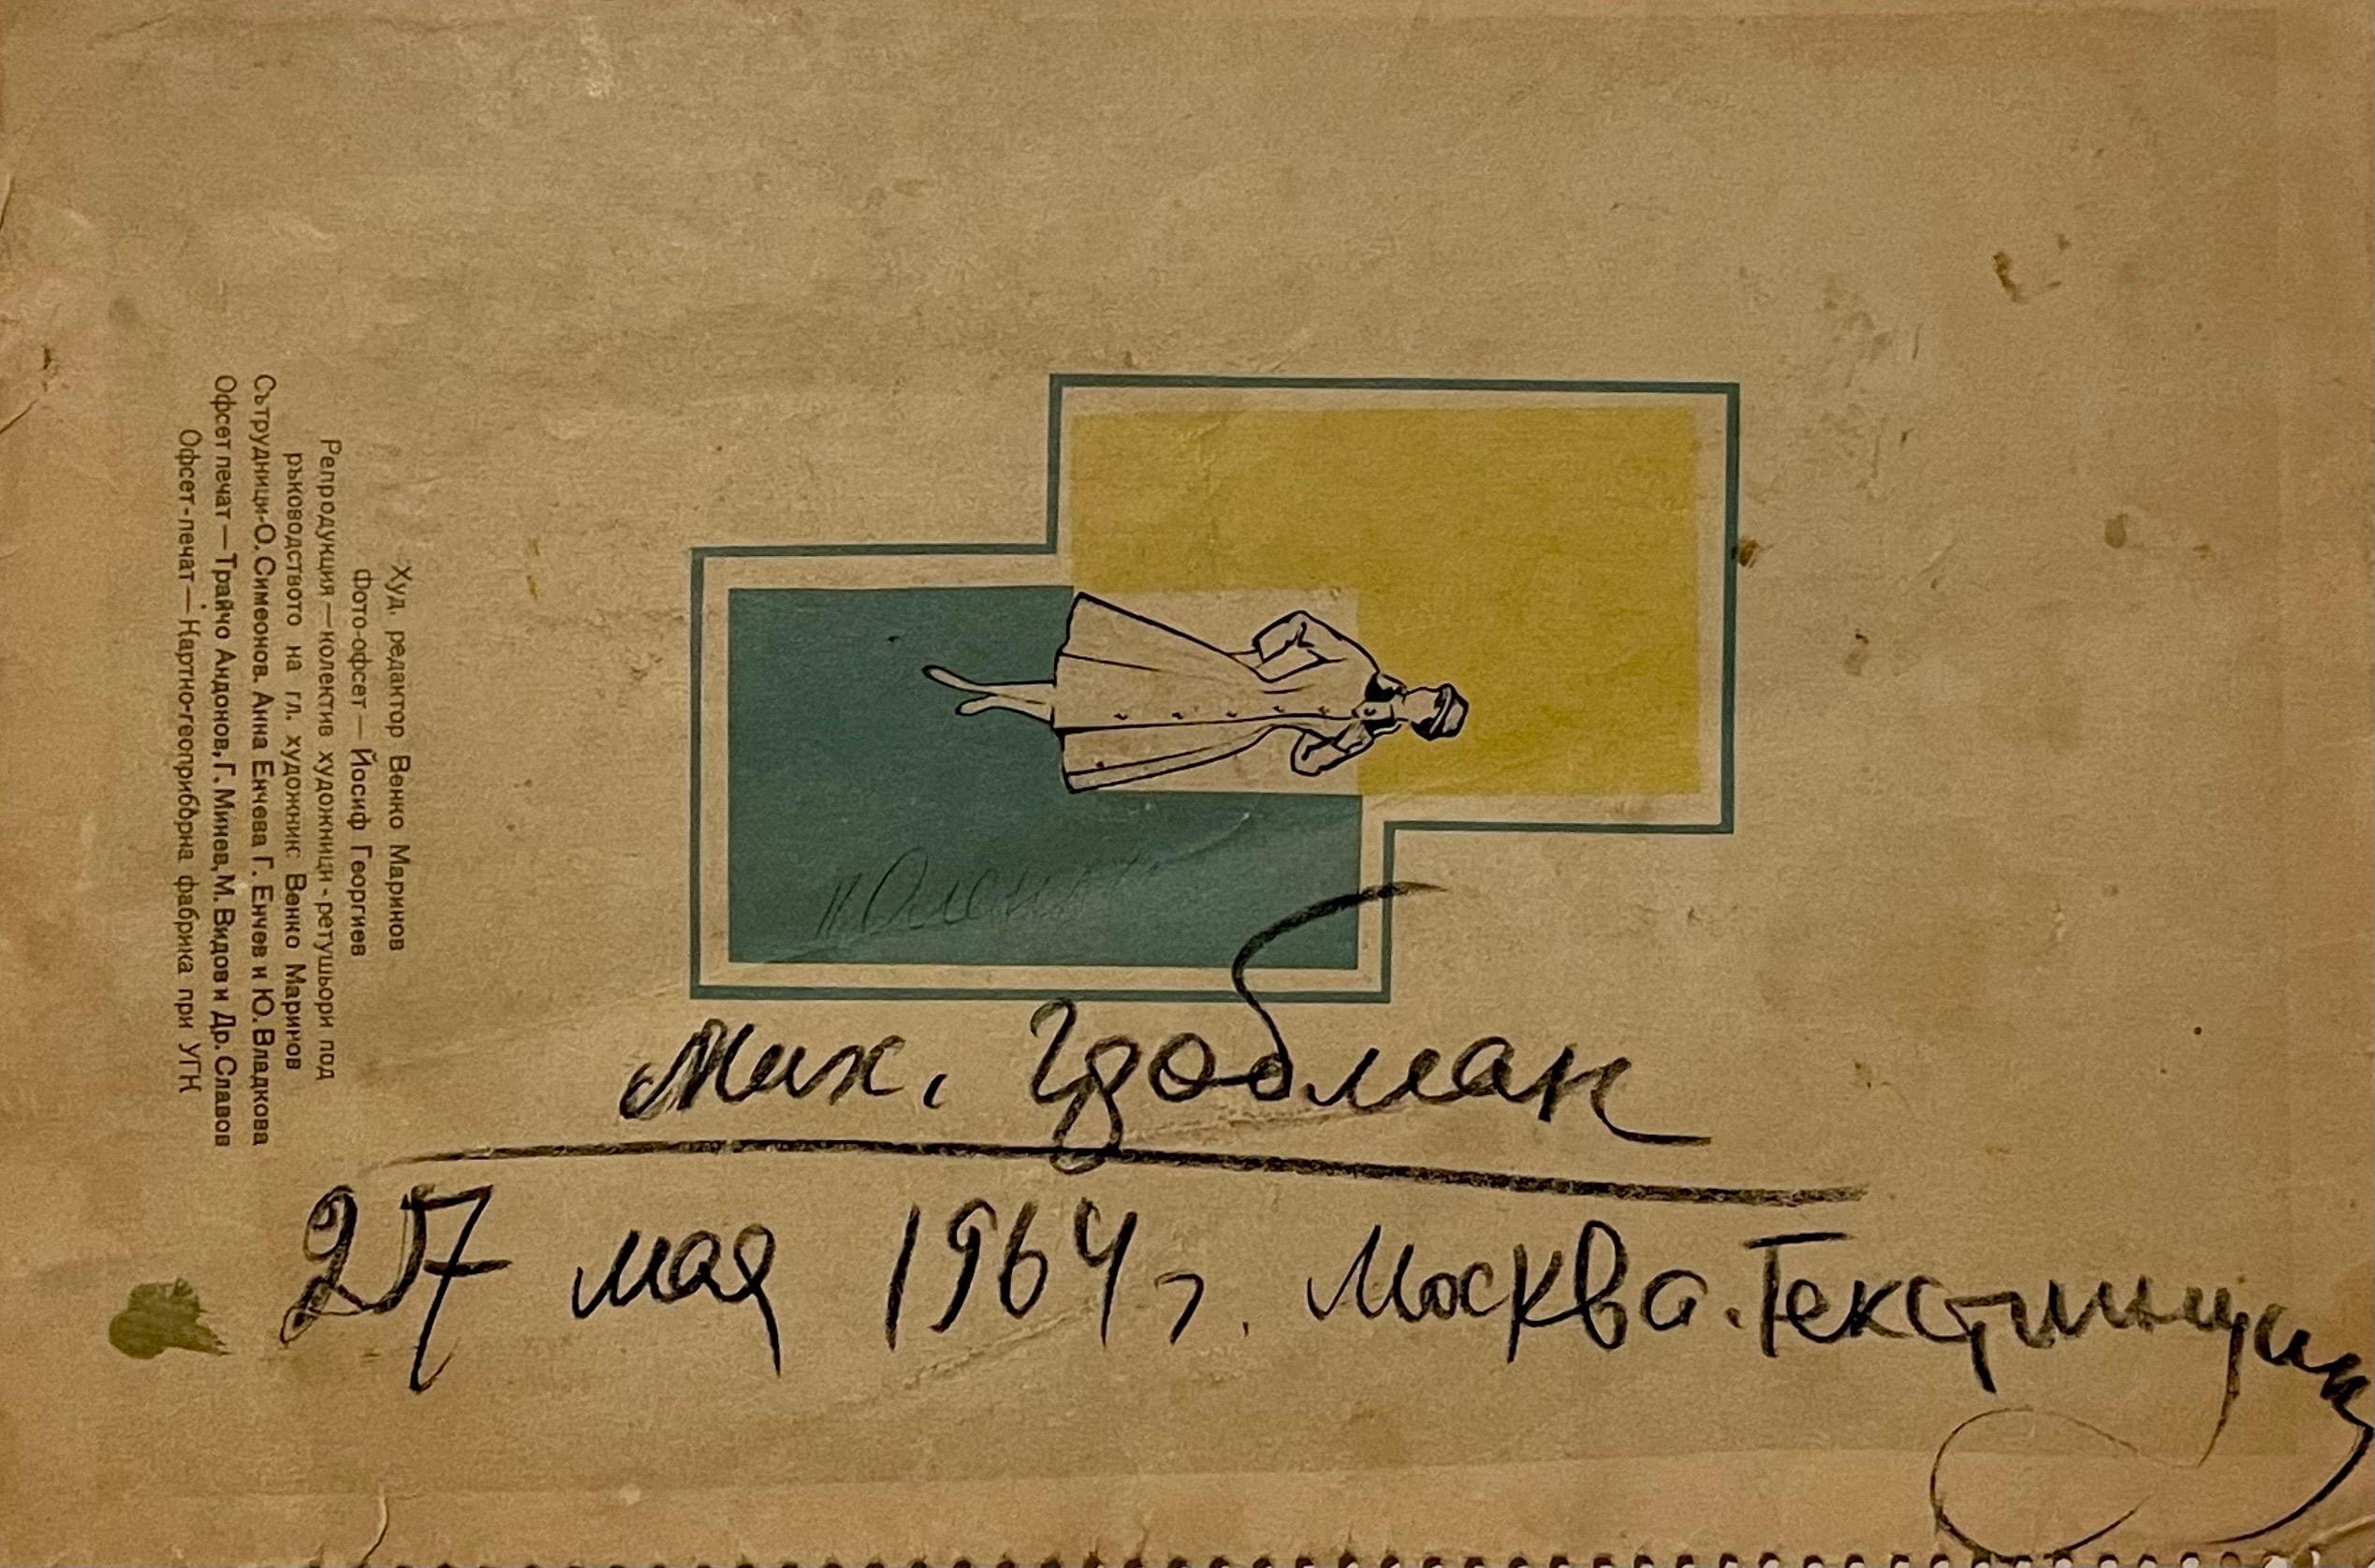 Худ. редактор Венко Маринов
Фото-офсет — Йосиф Георгиев
Репродукция — колектив художници - ретушьори под
ръководството на гл. художник: Венко Маринов
Сътрудници-О. Симеонов. Анна Енчева Г. Енчев и Ю. Владкова
Офсет печат — Трайчо Андонов, Г. Минев, М. Видов и Др. Славов
Офсет-печат — Картно-геоприборна фабрика при УГК
Мих. Гробман
27 мая 1964 г. Москва. Текстильщики